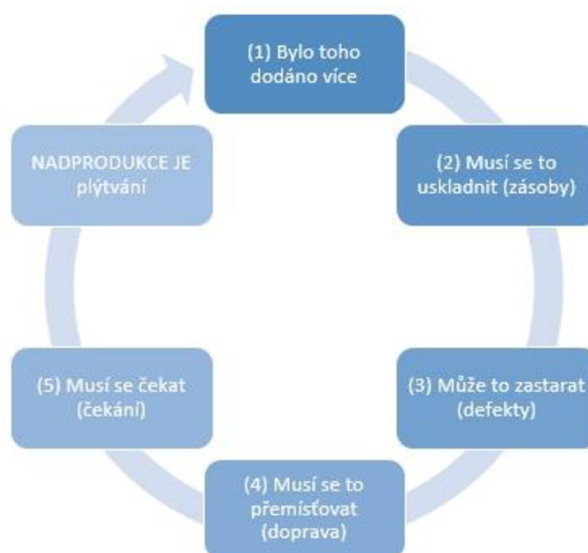 (1) Bylo toho
dodáno více
(2) Musí se to
uskladnit (zásoby)
(3) Může to zastarat
(defekty)
(4) Musí se to
přemísťovat
(doprava)
(5) Musí se čekat
(čekání)
NADPRODUKCE JE
plýtvání